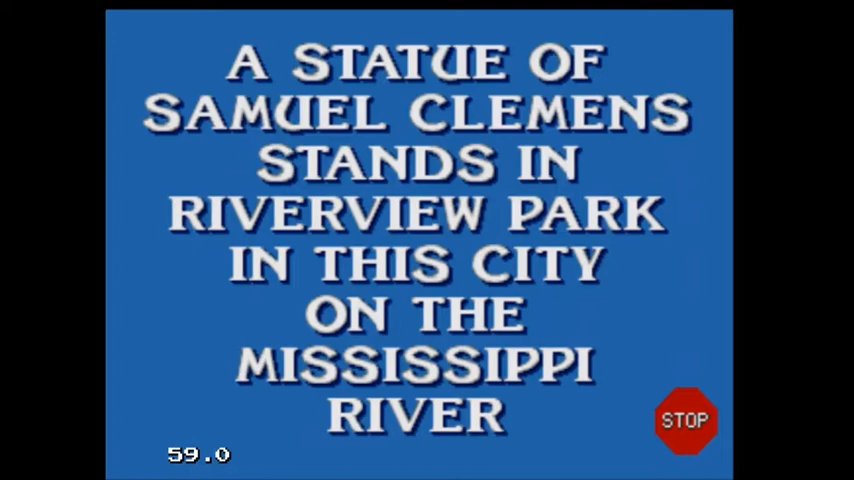 A STATUE OF
SAMUEL CLEMENS
STANDS IN
RIVERVIEW PARK
IN THIS CITY
ON THE
MISSISSIPPI
RIVER
STOP
59.0